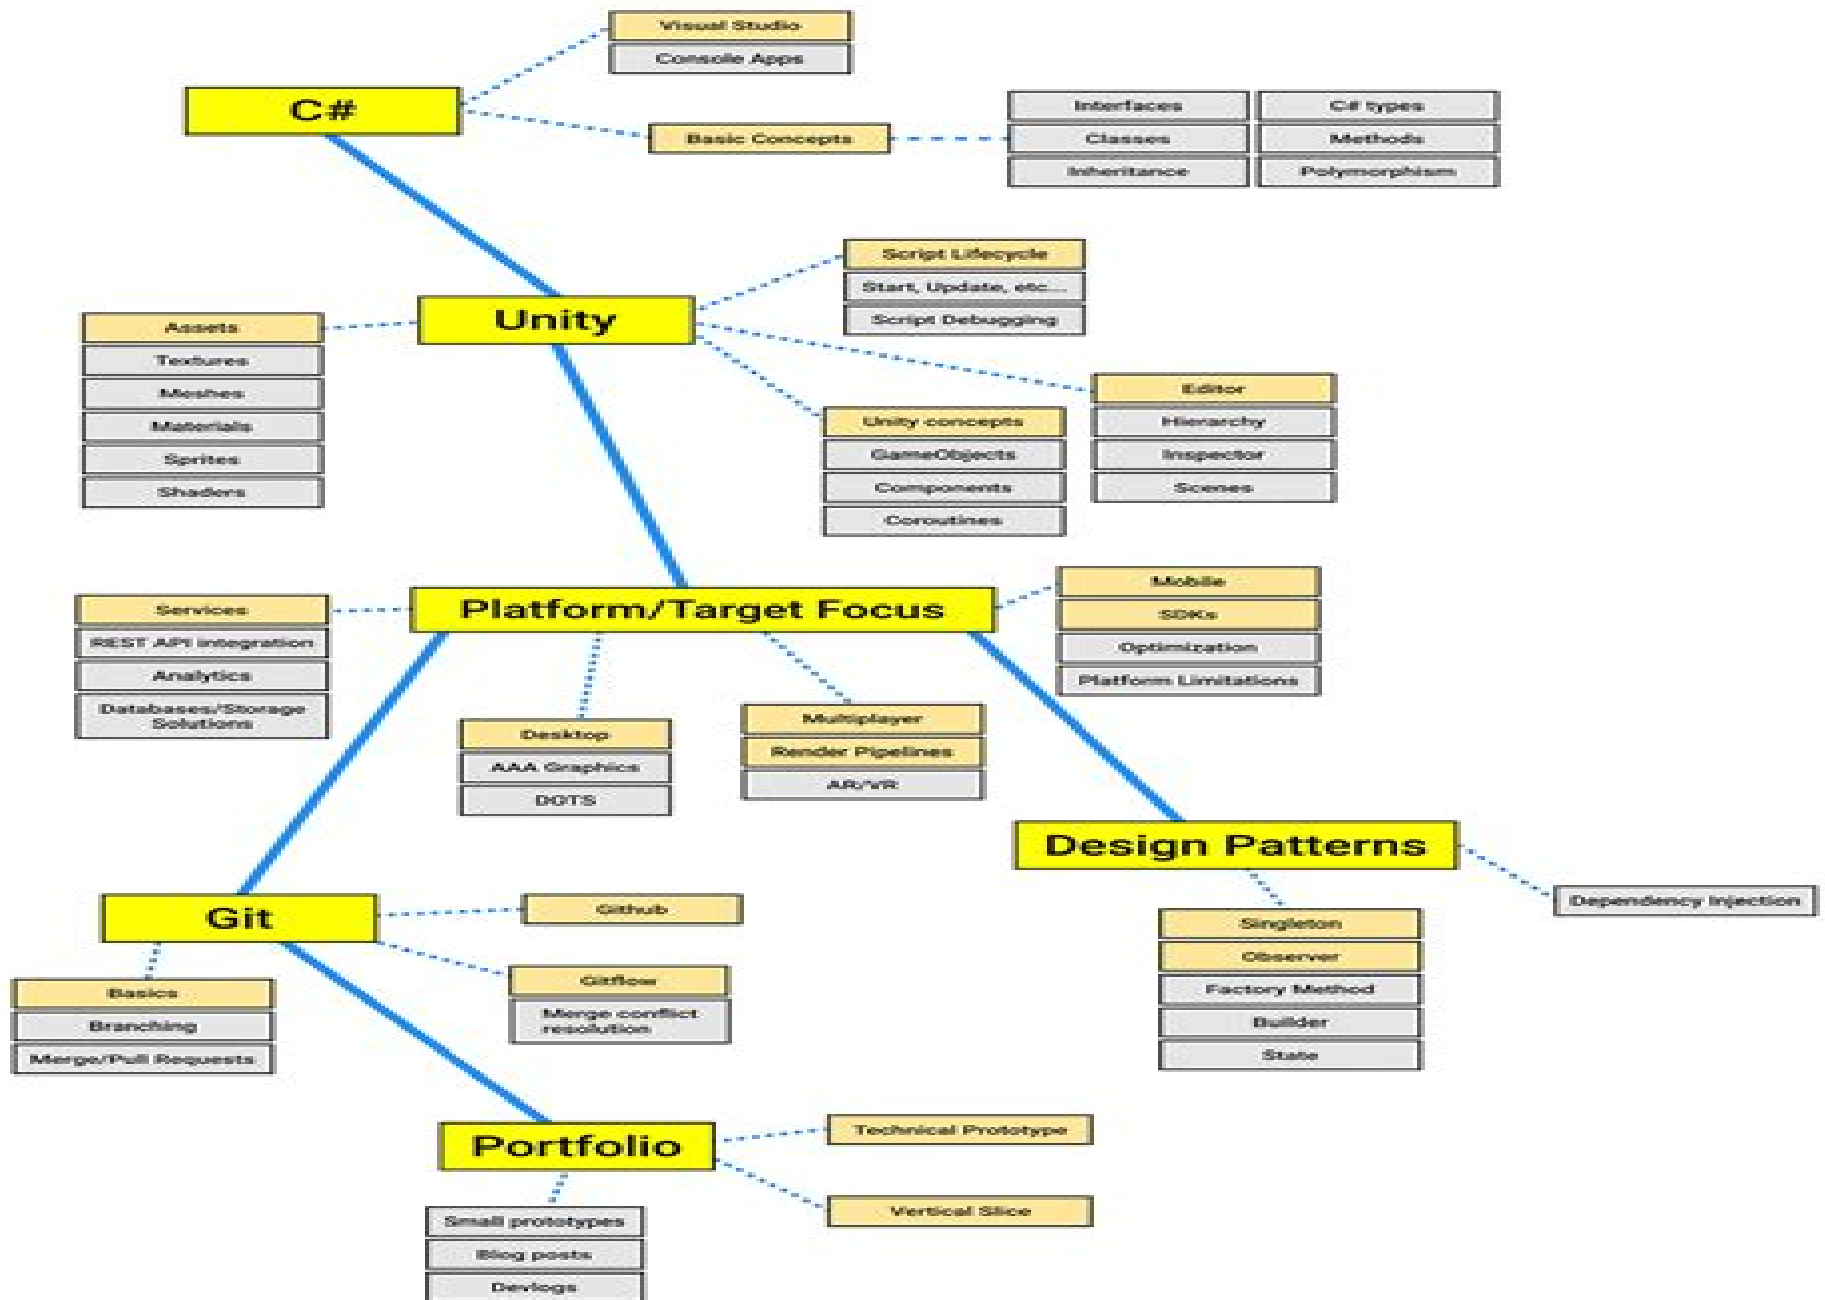 Visual Studio
Console Apps
C#
Basic Concepts
Interfaces
C# types
Classes
Methods
Inheritance
Polymorphism
Unity
Script Lifecycle
Start, Update, etc...
Script Debugging
Assets
Textures
Meshes
Materials
Sprites
Shaders
Unity concepts
GameObjects
Components
Coroutines
Editor
Hierarchy
Inspector
Scenes
Platform/Target Focus
Services
REST API integration
Analytics
Databases/Storage
Solutions
Desktop
AAA Graphics
DOTS
Multiplayer
Render Pipelines
AR/VR
Mobile
SDKs
Optimization
Platform Limitations
Design Patterns
Dependency Injection
Singleton
Observer
Factory Method
Builder
State
Git
Github
Gitflow
Merge conflict
resolution
Basics
Branching
Merge/Pull Requests
Portfolio
Technical Prototype
Vertical Slice
Small prototypes
Blog posts
Devlogs